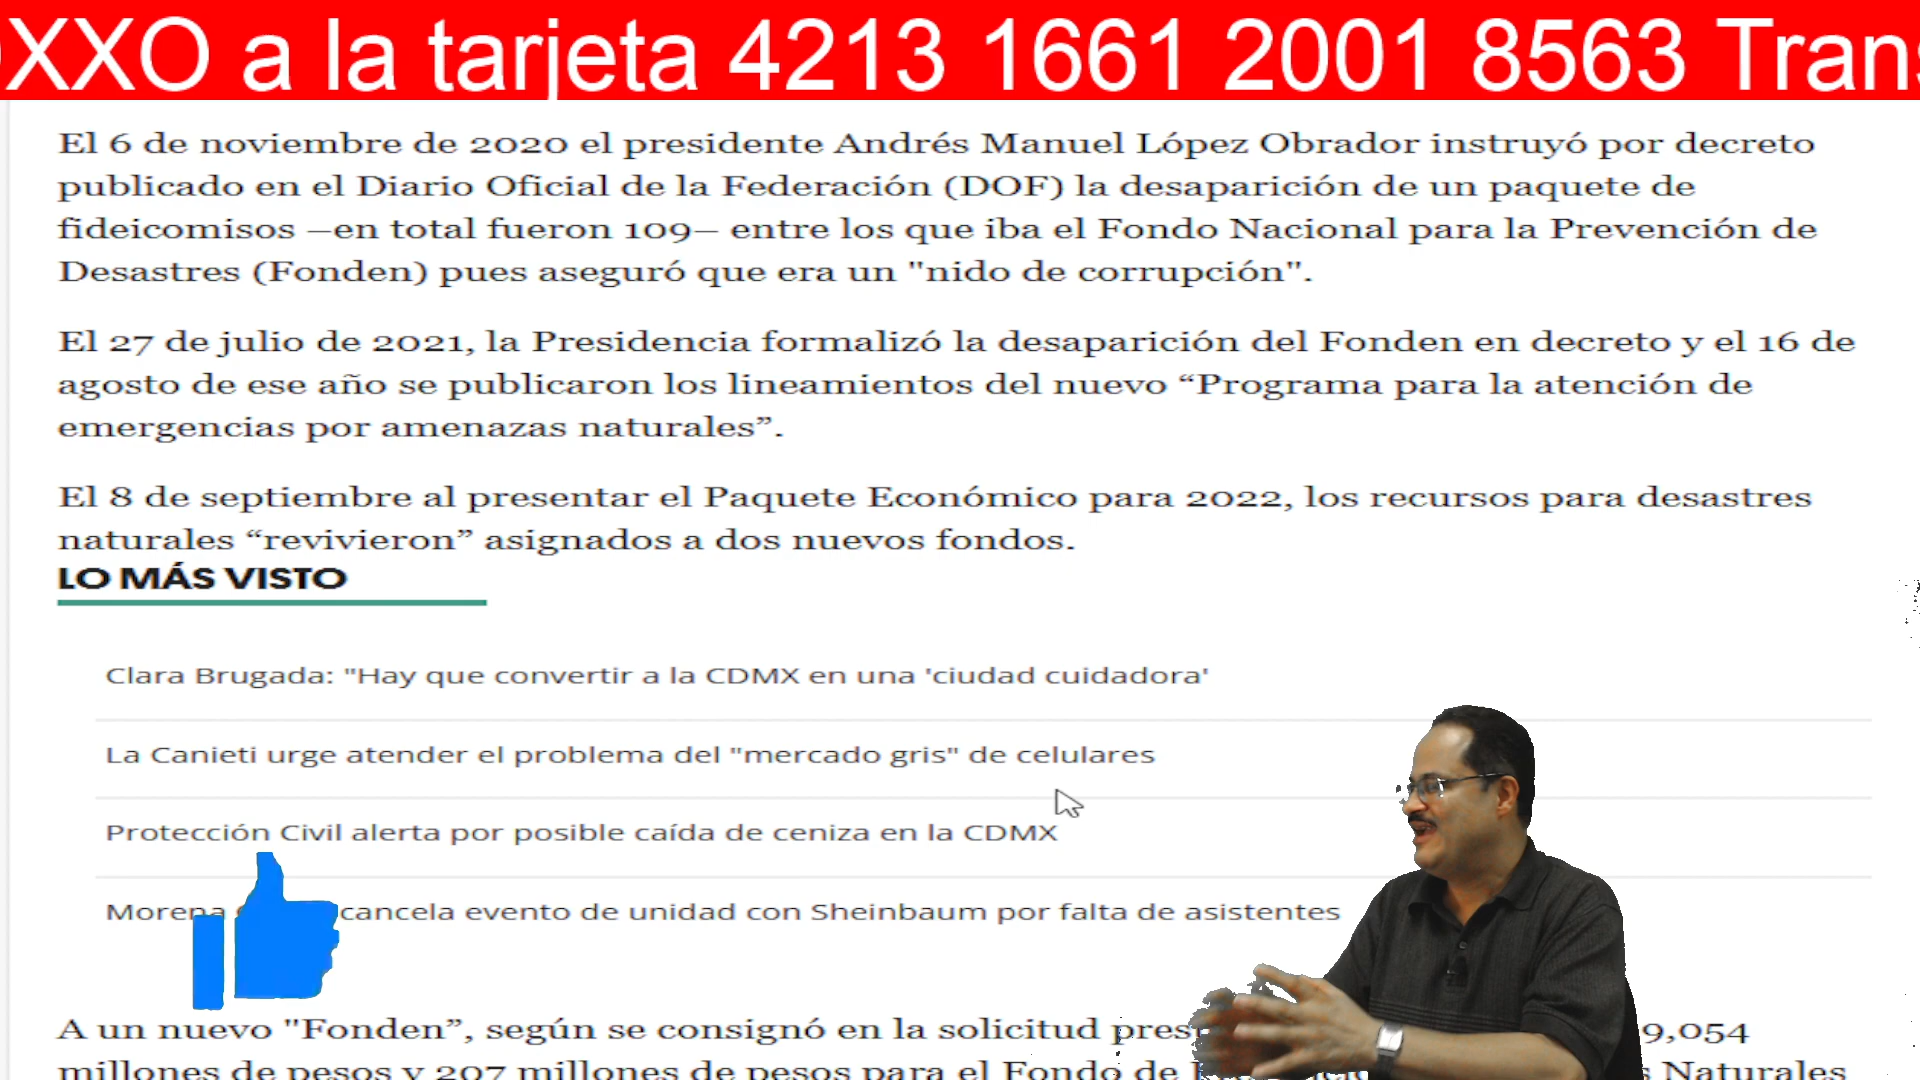 XXO a la tarjeta 4213 1661 2001 8563 Trans
El 6 de noviembre de 2020 el presidente Andrés Manuel López Obrador instruyó por decreto
publicado en el Diario Oficial de la Federación (DOF) la desaparición de un paquete de
fideicomisos —en total fueron 109— entre los que iba el Fondo Nacional para la Prevención de
Desastres (Fonden) pues aseguró que era un "nido de corrupción".
El 27 de julio de 2021, la Presidencia formalizó la desaparición del Fonden en decreto y el 16 de
agosto de ese año se publicaron los lineamientos del nuevo “Programa para la atención de
emergencias por amenazas naturales”.
El 8 de septiembre al presentar el Paquete Económico para 2022, los recursos para desastres
naturales “revivieron” asignados a dos nuevos fondos.
LO MÁS VISTO
Clara Brugada: "Hay que convertir a la CDMX en una 'ciudad cuidadora'
La Canieti urge atender el problema del "mercado gris" de celulares
Protección Civil alerta por posible caída de ceniza en la CDMX
Morena cancela evento de unidad con Sheinbaum por falta de asistentes
A un nuevo "Fonden”, según se consignó en la solicitud 9,054
millones de pesos y 207 millones de pesos para el Fondo de Naturales